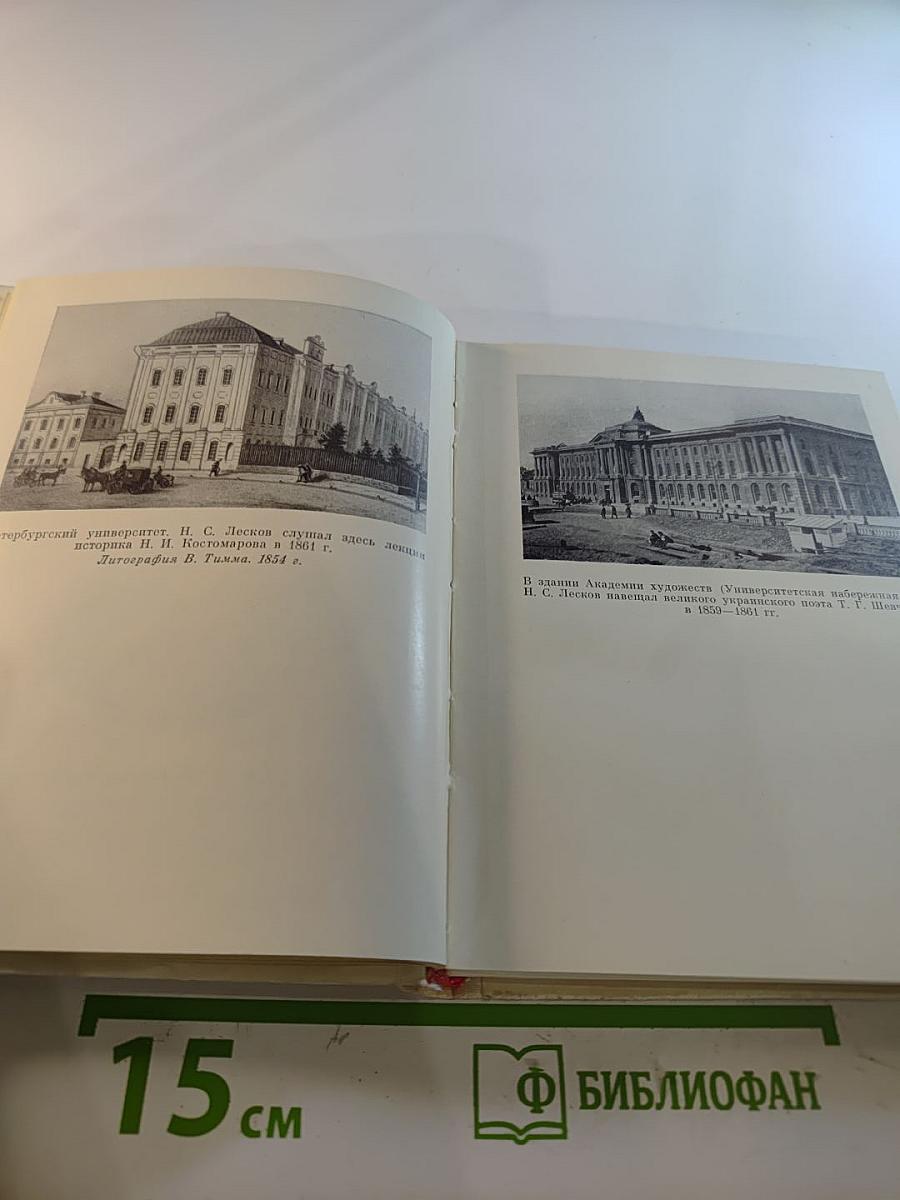 тербургский университет. Н. С. Лесков слушал здесь лекции
историка Н. И. Костомарова в 1861 г.
Литография В. Тимма. 1854 г.
В здании Академии художеств (Университетская набережная
Н. С. Лесков навещал великого украинского поэта Т. Г. Шев
в 1859—1861 гг.
15 см
Ф БИБЛИОФАН